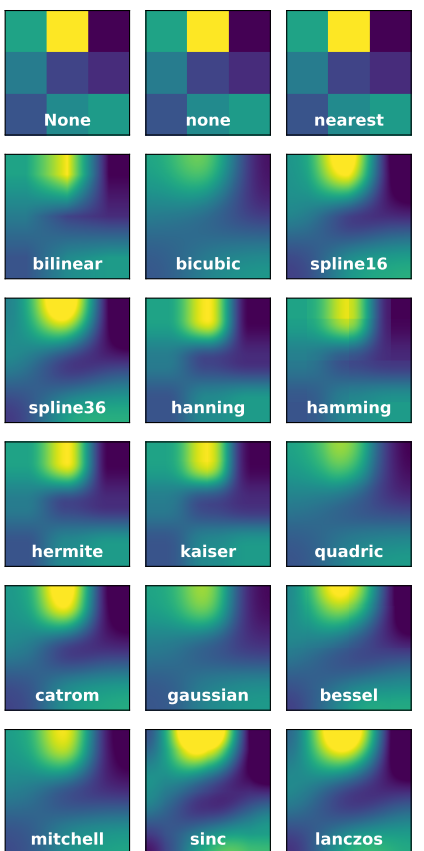 None none nearest
bilinear bicubic spline16
spline36 hanning hamming
hermite kaiser quadric
catrom gaussian bessel
mitchell sinc lanczos